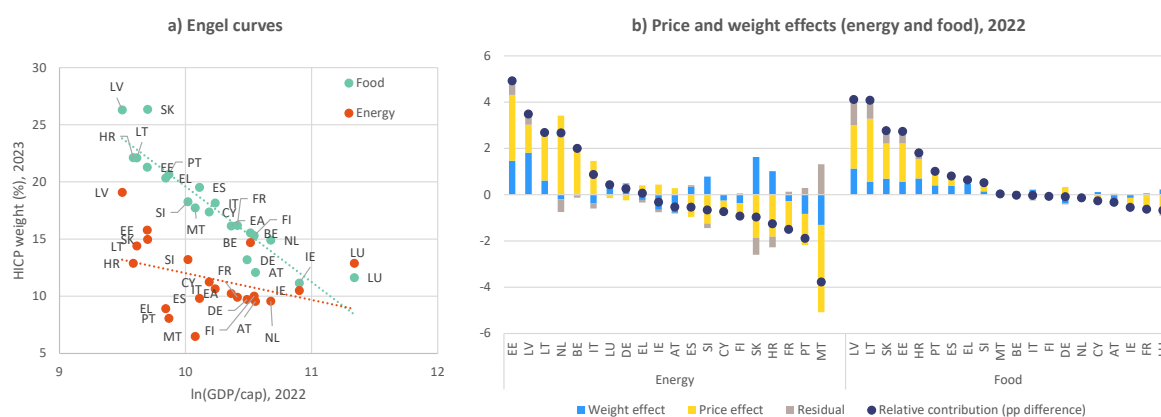 a) Engel curves
30
25
20
15
10
5
HICP weight (%), 2023
9
10
11
12
ln(GDP/cap), 2022
Food
Energy
LV
SK
HR
LT
EE
PT
EL
ES
SI
MT
IT
CY
FR
EA
FI
BE
NL
DE
AT
IE
LU
LV
EE
SK
LT
HR
SI
BE
LU
CY
FR
ES
IT
EA
IE
EL
PT
MT
FI
DE
AT
NL
b) Price and weight effects (energy and food), 2022
6
4
2
0
-2
-4
-6
EE LV LT NL BE IT LU DE EL IE AT ES SI CY FI SK HR FR PT MT
LV LT SK EE HR PT ES EL SI MT BE IT FI DE NL CY AT IE FR
Energy
Food
Weight effect
Price effect
Residual
Relative contribution (pp difference)